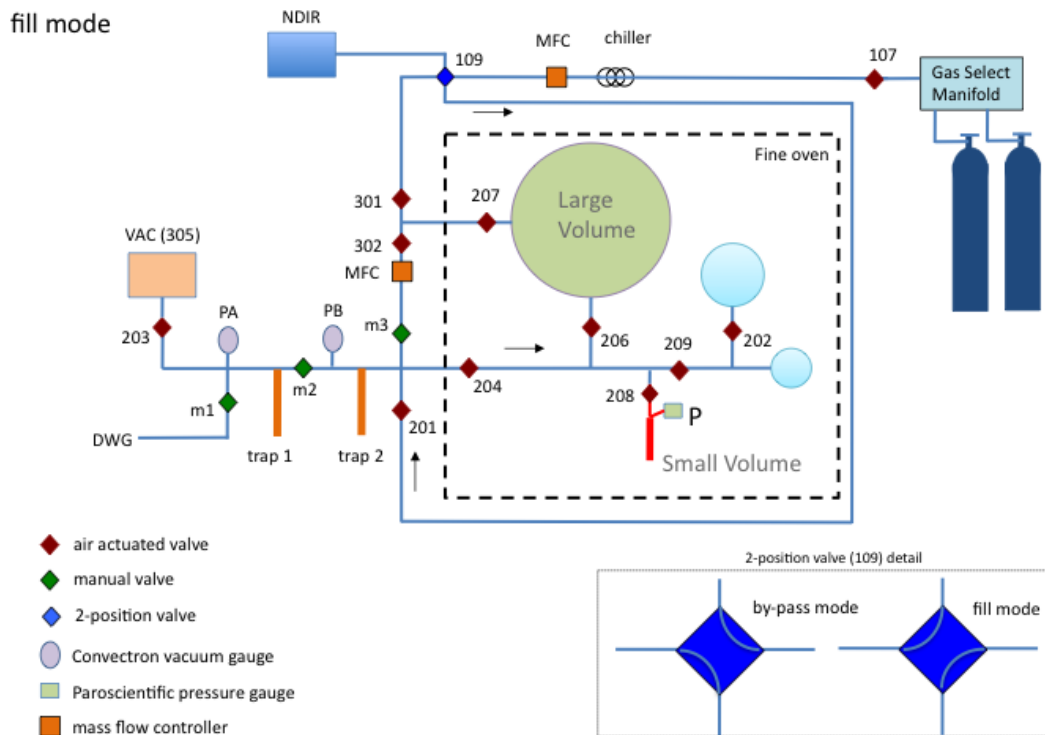 fill mode
NDIR
109
MFC
chiller
107
Gas Select
Manifold
Fine oven
301
207
Large
Volume
VAC (305)
302
MFC
PA
PB
m3
203
206
209
202
m2
204
208
P
m1
201
DWG
trap 1
trap 2
Small Volume
air actuated valve
manual valve
2-position valve
Convectron vacuum gauge
Paroscientific pressure gauge
mass flow controller
2-position valve (109) detail
by-pass mode
fill mode